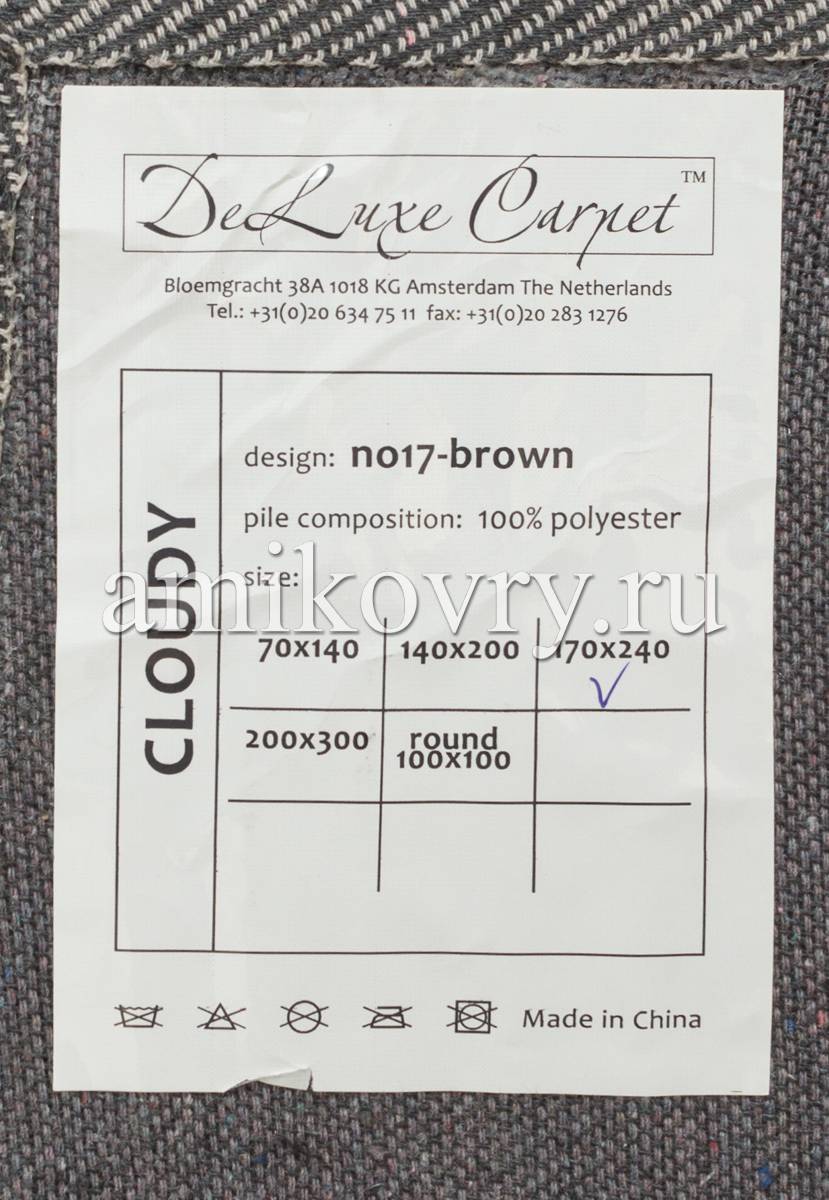 DeLuxe Carpet TM
Bloemgracht 38A 1018 KG Amsterdam The Netherlands
Tel.: +31(0)20 634 75 11 fax: +31(0)20 283 1276
CLOUDY
design: no17-brown
pile composition: 100% polyester
size:
amikovry.ru
70x140 140x200 170x240
200x300 round
100x100
Made in China